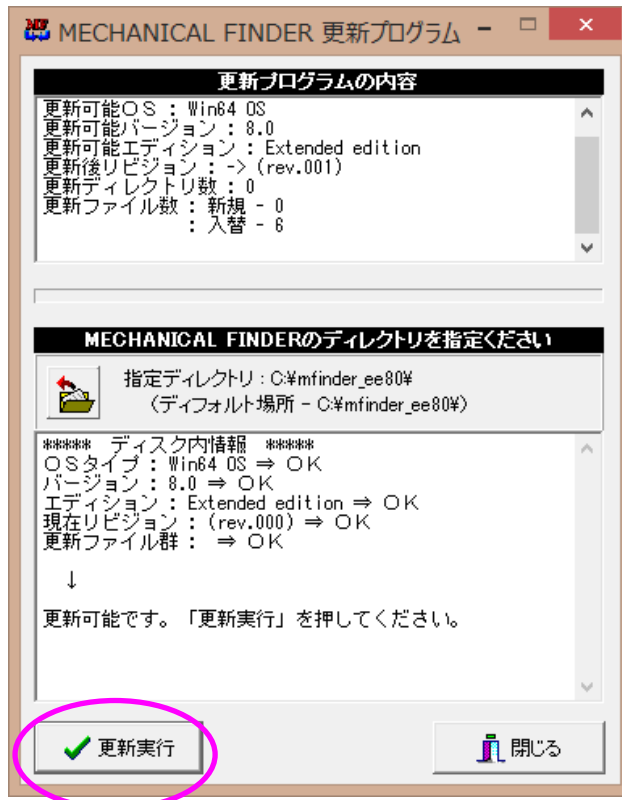 MECHANICAL FINDER 更新プログラム
更新プログラムの内容
更新可能ＯＳ : Win64 OS
更新可能バージョン : 8.0
更新可能エディション : Extended edition
更新後リビジョン : -> (rev.001)
更新ディレクトリ数 : 0
更新ファイル数 : 新規 - 0
: 入替 - 6
MECHANICAL FINDERのディレクトリを指定ください
指定ディレクトリ : C:¥mfinder_ee80¥
（ディフォルト場所 - C:¥mfinder_ee80¥）
***** ディスク内情報 *****
ＯＳタイプ : Win64 OS ⇒ ＯＫ
バージョン : 8.0 ⇒ ＯＫ
エディション : Extended edition ⇒ ＯＫ
現在リビジョン : (rev.000) ⇒ ＯＫ
更新ファイル群 : ⇒ ＯＫ
↓
更新可能です。「更新実行」を押してください。
更新実行
閉じる